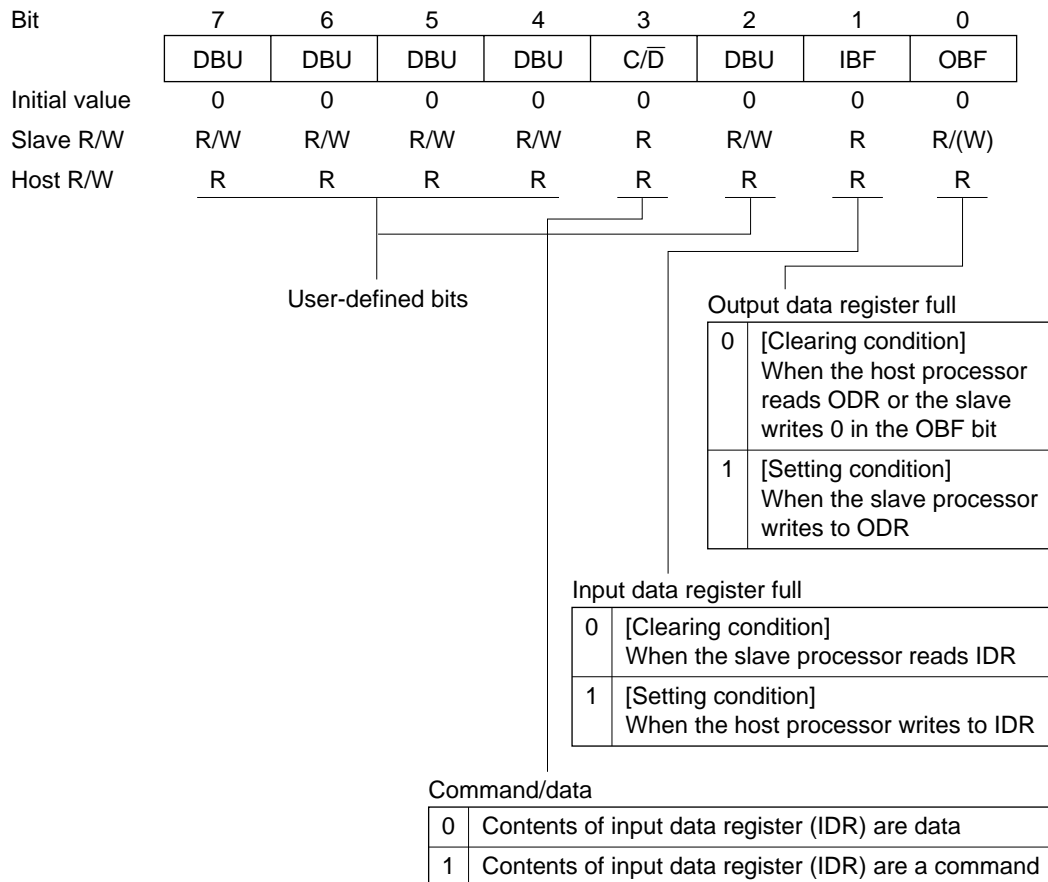 Bit 7 6 5 4 3 2 1 0
DBU DBU DBU DBU C/D̅ DBU IBF OBF
Initial value 0 0 0 0 0 0 0 0
Slave R/W R/W R/W R/W R/W R R/W R R/(W)
Host R/W R R R R R R R R
User-defined bits
Output data register full
0 [Clearing condition]
When the host processor
reads ODR or the slave
writes 0 in the OBF bit
1 [Setting condition]
When the slave processor
writes to ODR
Input data register full
0 [Clearing condition]
When the slave processor reads IDR
1 [Setting condition]
When the host processor writes to IDR
Command/data
0 Contents of input data register (IDR) are data
1 Contents of input data register (IDR) are a command